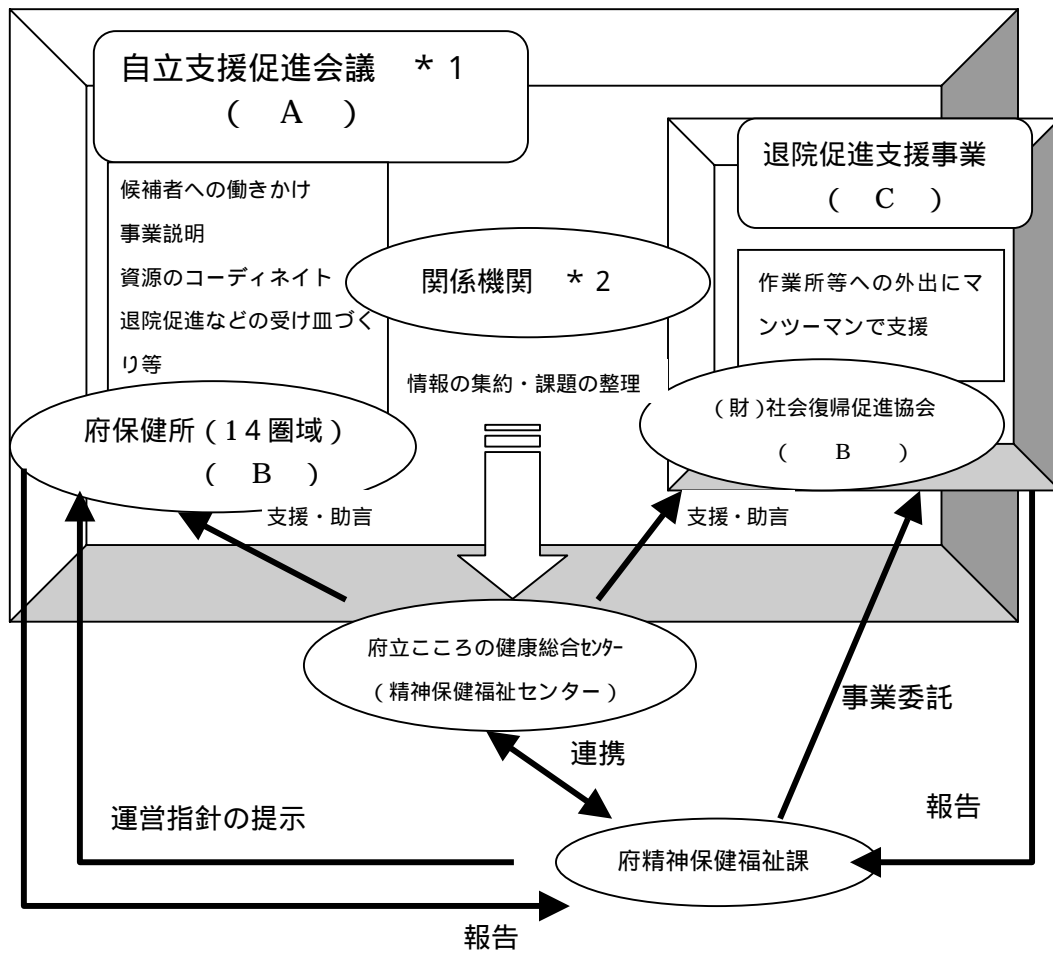 自立支援促進会議　＊１
（　A　）
候補者への働きかけ
事業説明
資源のコーディネイト
退院促進などの受け皿づく
り等
関係機関　＊２
退院促進支援事業
（　C　）
作業所等への外出にマ
ンツーマンで支援
情報の集約・課題の整理
府保健所（１４圏域）
（　B　）
（財）社会復帰促進協会
（　B　）
支援・助言
支援・助言
府立こころの健康総合ｾﾝﾀｰ
（精神保健福祉センター）
事業委託
連携
運営指針の提示
報告
府精神保健福祉課
報告